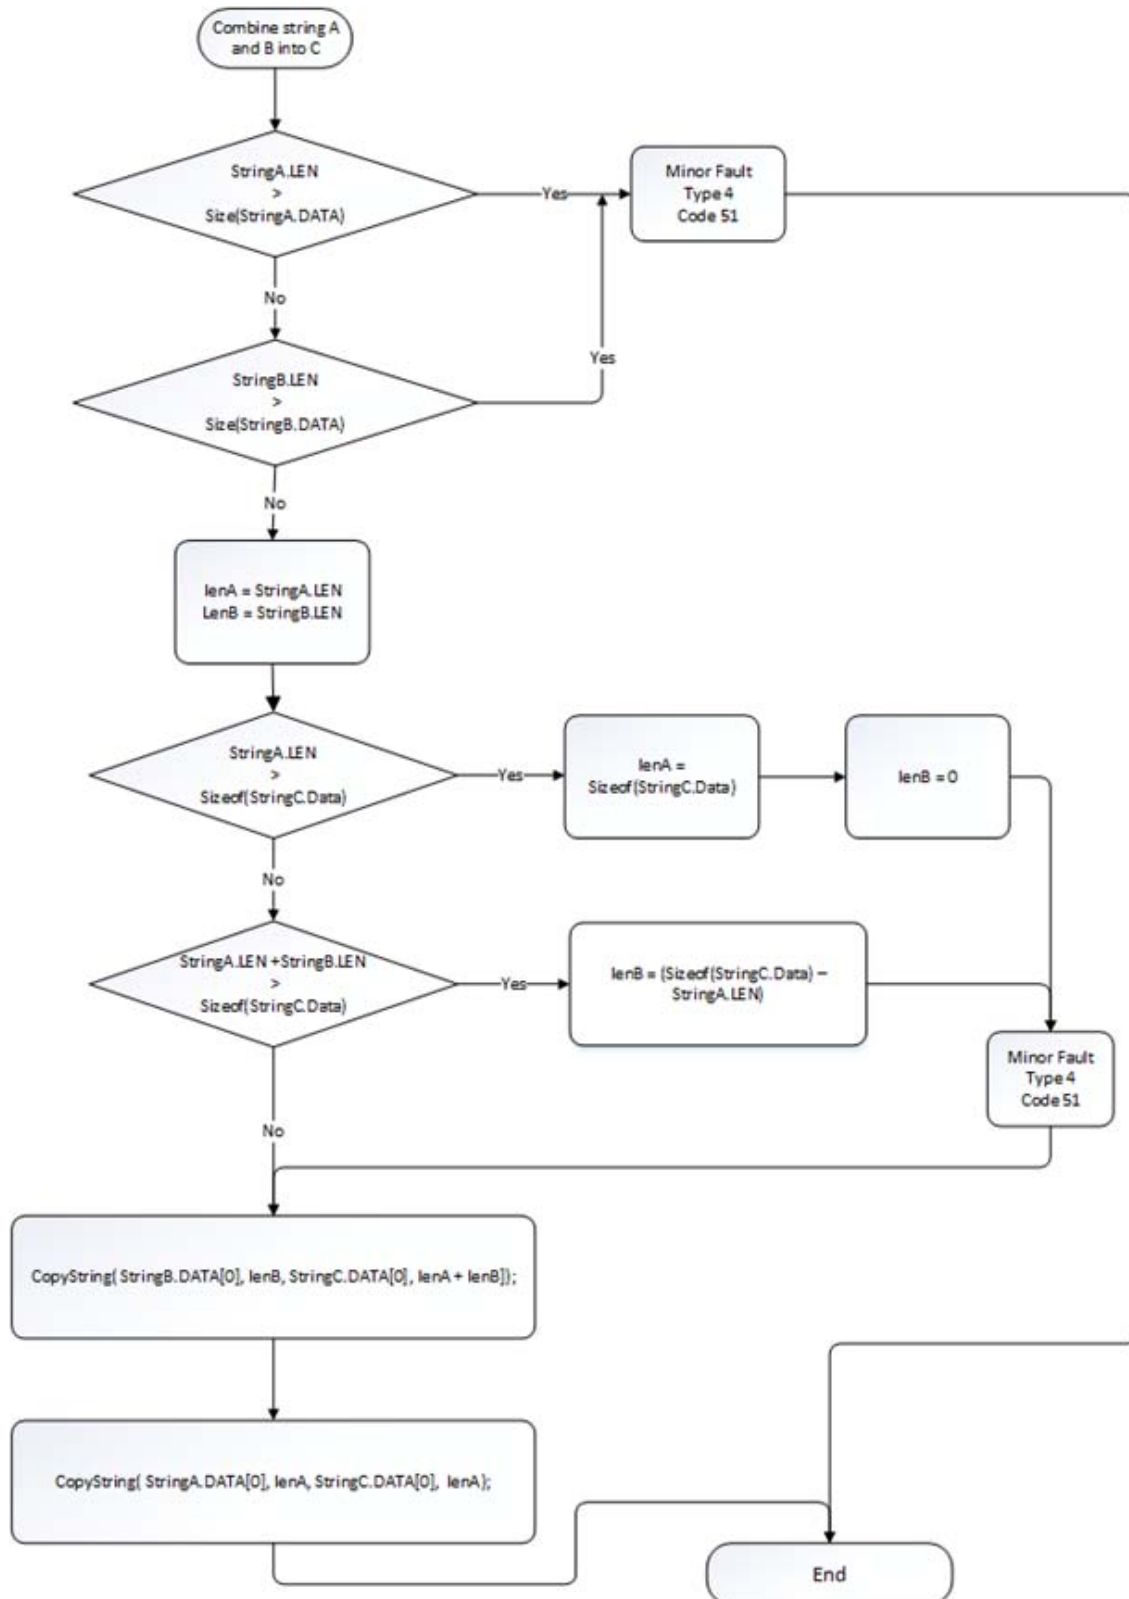 Combine string A
and B into C
StringA.LEN
>
Size(StringA.DATA)
Yes
Minor Fault
Type 4
Code 51
No
Yes
StringB.LEN
>
Size(StringB.DATA)
No
lenA = StringA.LEN
LenB = StringB.LEN
StringA.LEN
>
Sizeof(StringC.Data)
Yes
lenA =
Sizeof(StringC.Data)
lenB = 0
No
StringA.LEN +StringB.LEN
>
Sizeof(StringC.Data)
Yes
lenB = (Sizeof(StringC.Data) –
StringA.LEN)
Minor Fault
Type 4
Code 51
No
CopyString( StringB.DATA[0], lenB, StringC.DATA[0], lenA + lenB]);
CopyString( StringA.DATA[0], lenA, StringC.DATA[0], lenA);
End